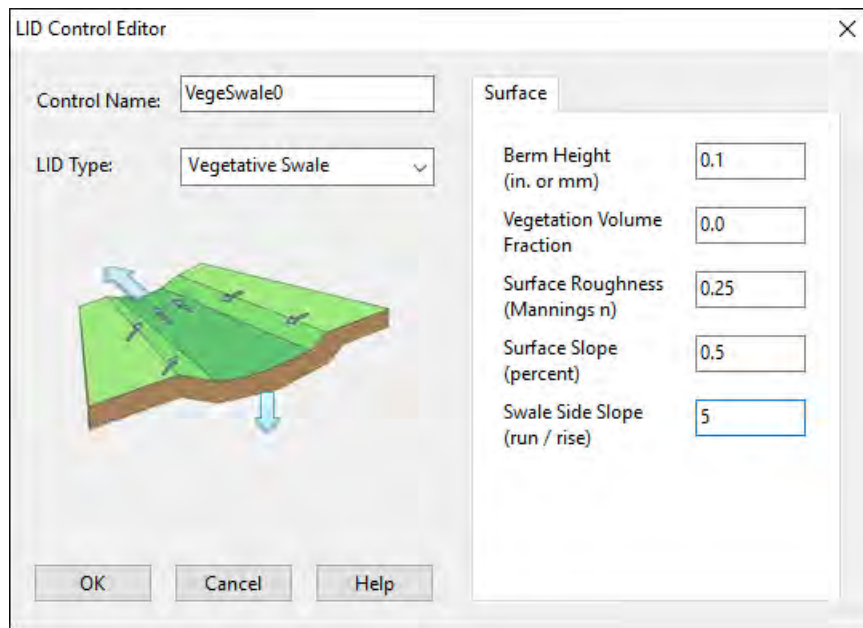 LID Control Editor
Control Name:
VegeSwale0
LID Type:
Vegetative Swale
Surface
Berm Height
(in. or mm)
0.1
Vegetation Volume
Fraction
0.0
Surface Roughness
(Mannings n)
0.25
Surface Slope
(percent)
0.5
Swale Side Slope
(run / rise)
5
OK
Cancel
Help